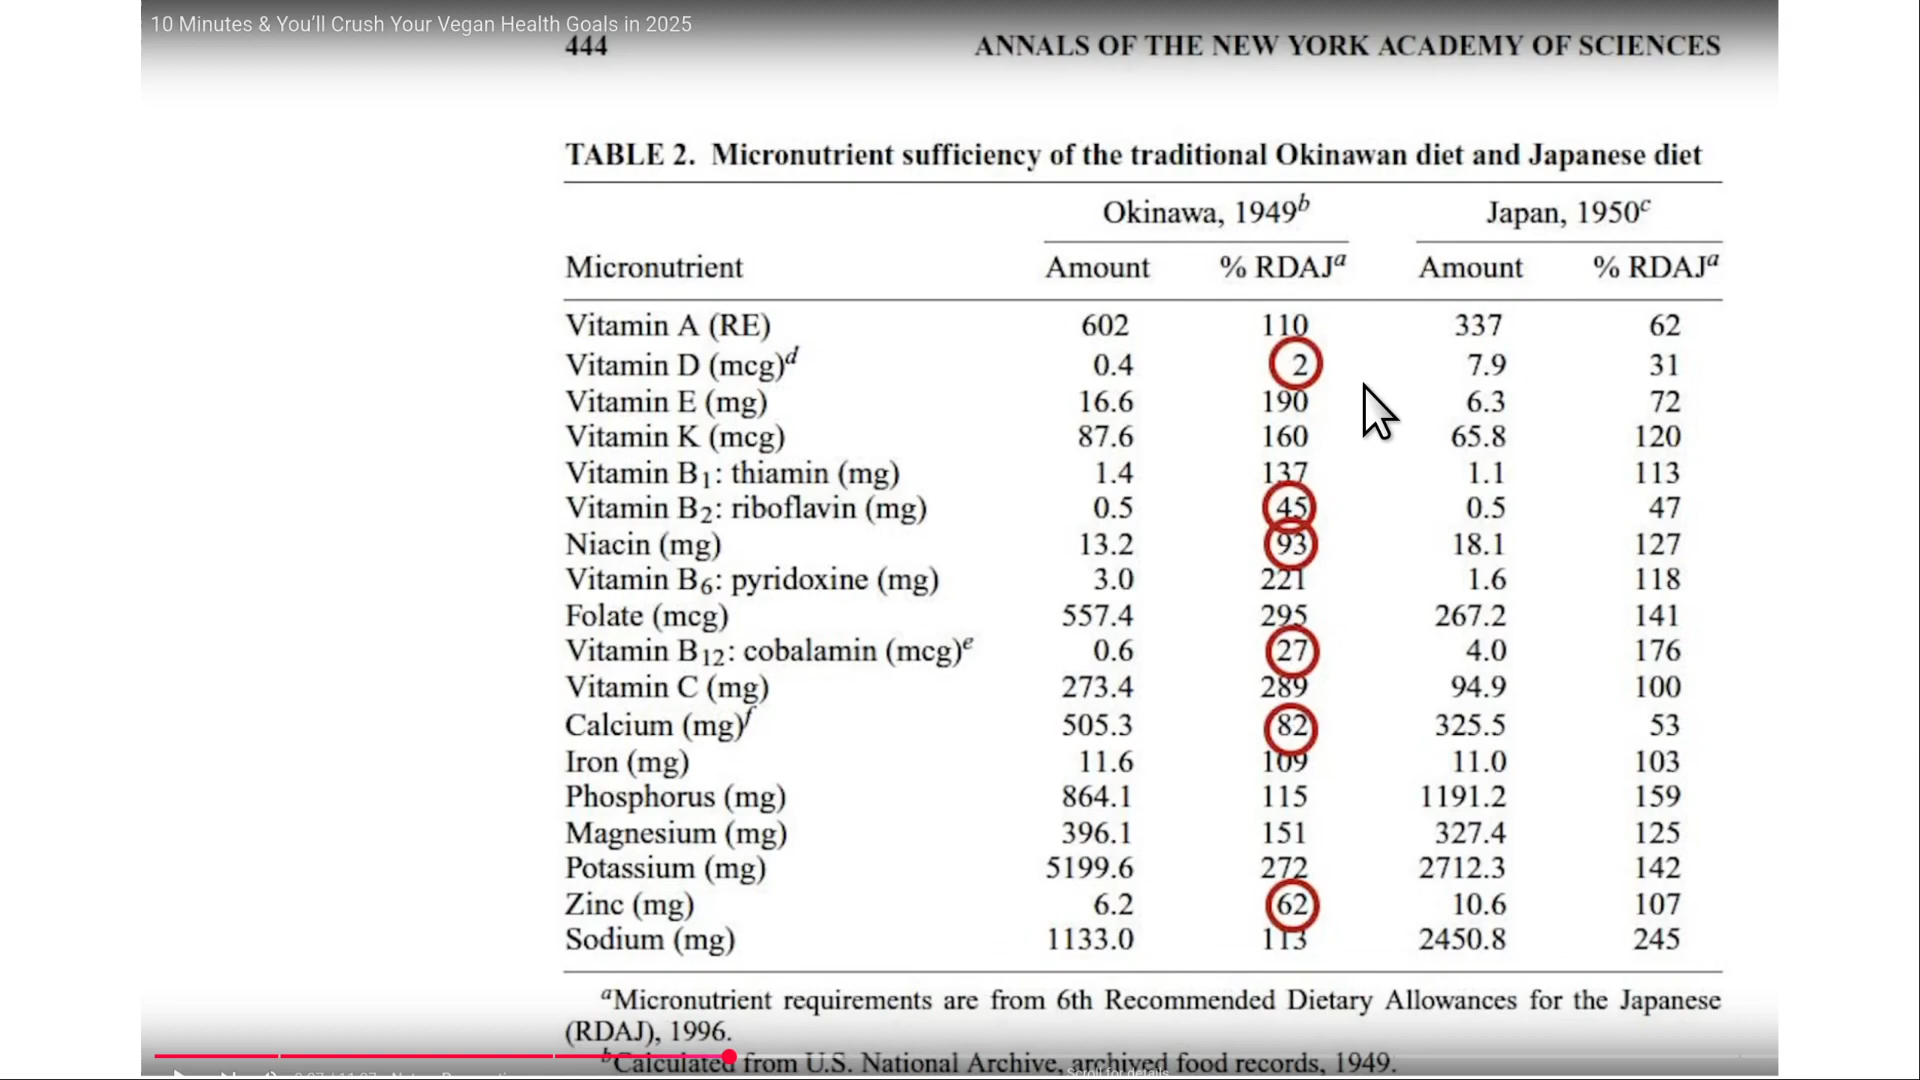 10 Minutes & You’ll Crush Your Vegan Health Goals in 2025
444 ANNALS OF THE NEW YORK ACADEMY OF SCIENCES
TABLE 2. Micronutrient sufficiency of the traditional Okinawan diet and Japanese diet
Okinawa, 1949b Japan, 1950c
Micronutrient Amount % RDAJa Amount % RDAJa
Vitamin A (RE) 602 110 337 62
Vitamin D (mcg)d 0.4 2 7.9 31
Vitamin E (mg) 16.6 190 6.3 72
Vitamin K (mcg) 87.6 160 65.8 120
Vitamin B1: thiamin (mg) 1.4 137 1.1 113
Vitamin B2: riboflavin (mg) 0.5 45 0.5 47
Niacin (mg) 13.2 93 18.1 127
Vitamin B6: pyridoxine (mg) 3.0 221 1.6 118
Folate (mcg) 557.4 295 267.2 141
Vitamin B12: cobalamin (mcg)e 0.6 27 4.0 176
Vitamin C (mg) 273.4 289 94.9 100
Calcium (mg)f 505.3 82 325.5 53
Iron (mg) 11.6 109 11.0 103
Phosphorus (mg) 864.1 115 1191.2 159
Magnesium (mg) 396.1 151 327.4 125
Potassium (mg) 5199.6 272 2712.3 142
Zinc (mg) 6.2 62 10.6 107
Sodium (mg) 1133.0 113 2450.8 245
aMicronutrient requirements are from 6th Recommended Dietary Allowances for the Japanese
(RDAJ), 1996.
bCalculated from U.S. National Archive, archived food records, 1949.
Scroll for details